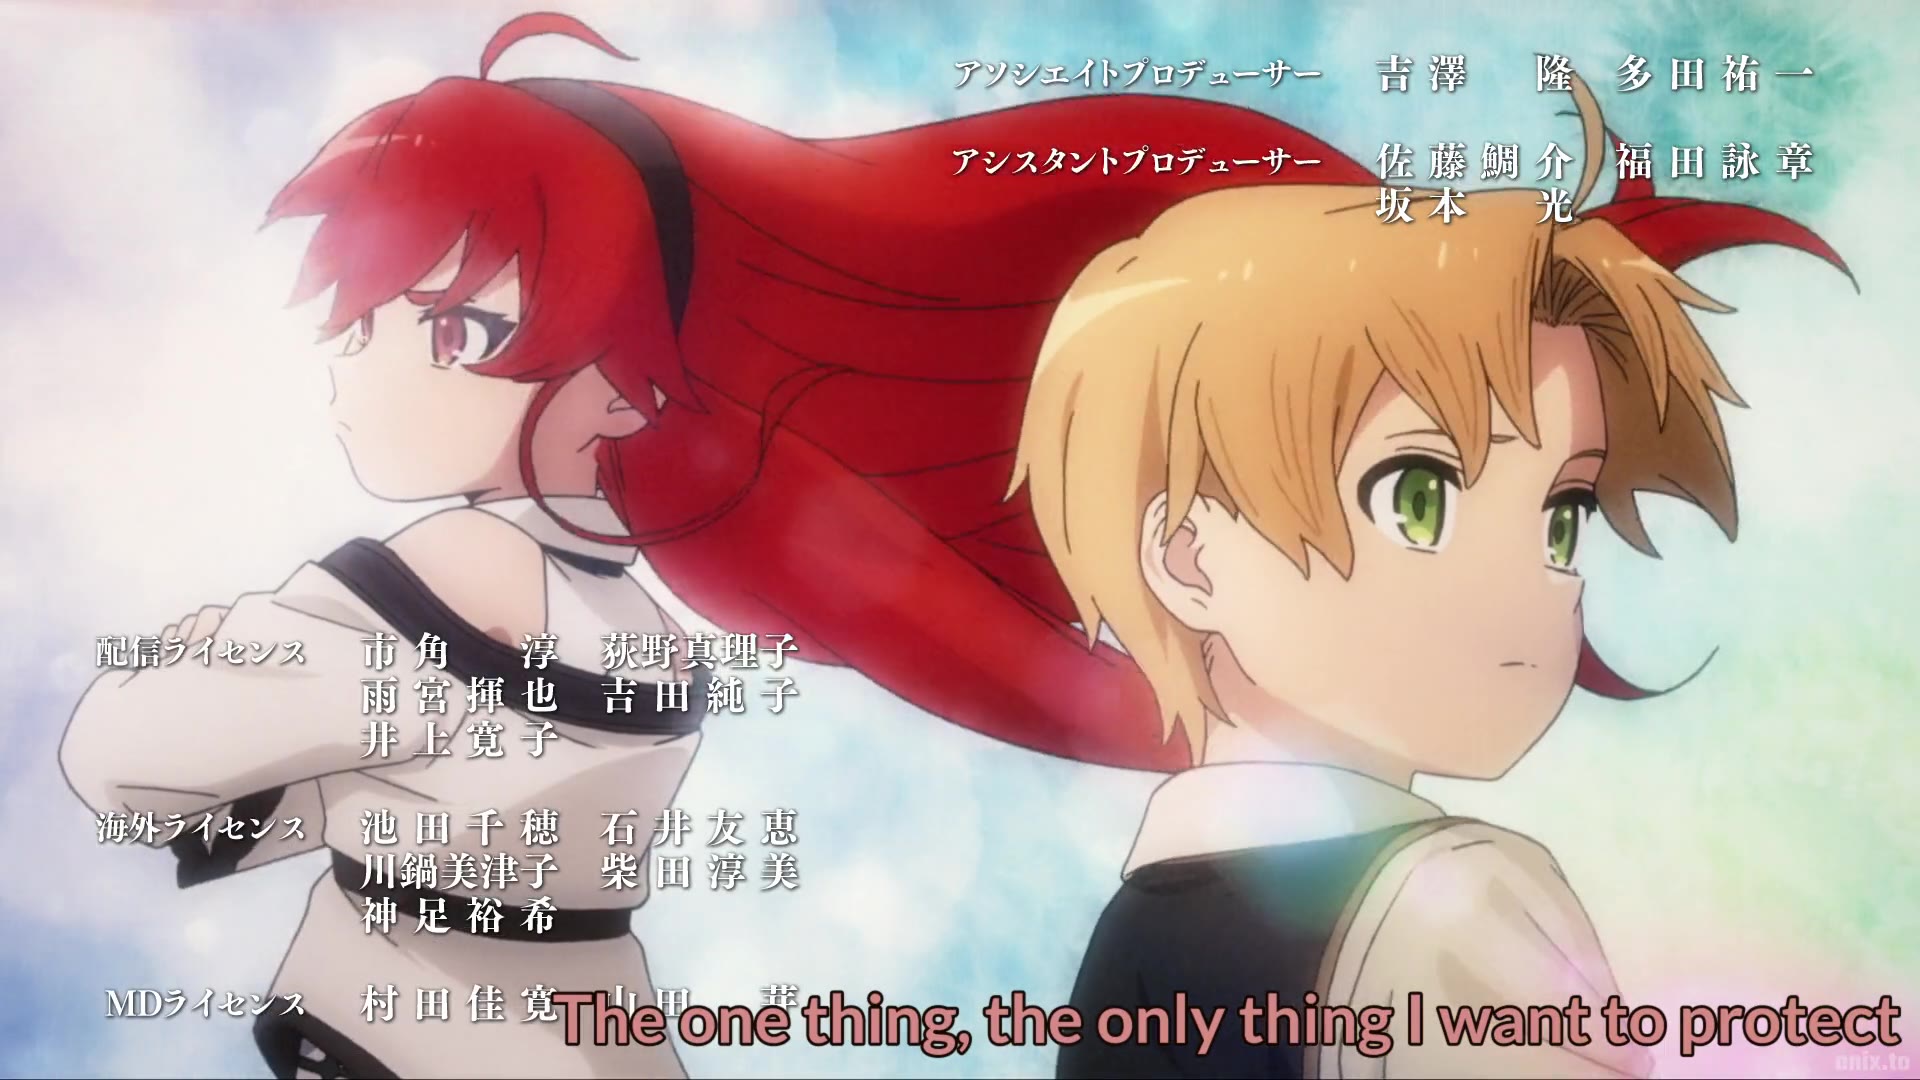 アソシエイトプロデューサー 吉澤 隆 多田祐一
アシスタントプロデューサー 佐藤鯛介 福田詠章
坂本 光
配信ライセンス 市角 淳 荻野真理子
雨宮揮也 吉田純子
井上寛子
海外ライセンス 池田千穂 石井友恵
川鍋美津子 柴田淳美
神足裕希
MDライセンス 村田佳寛 山田
The one thing, the only thing I want to protect
anix.to